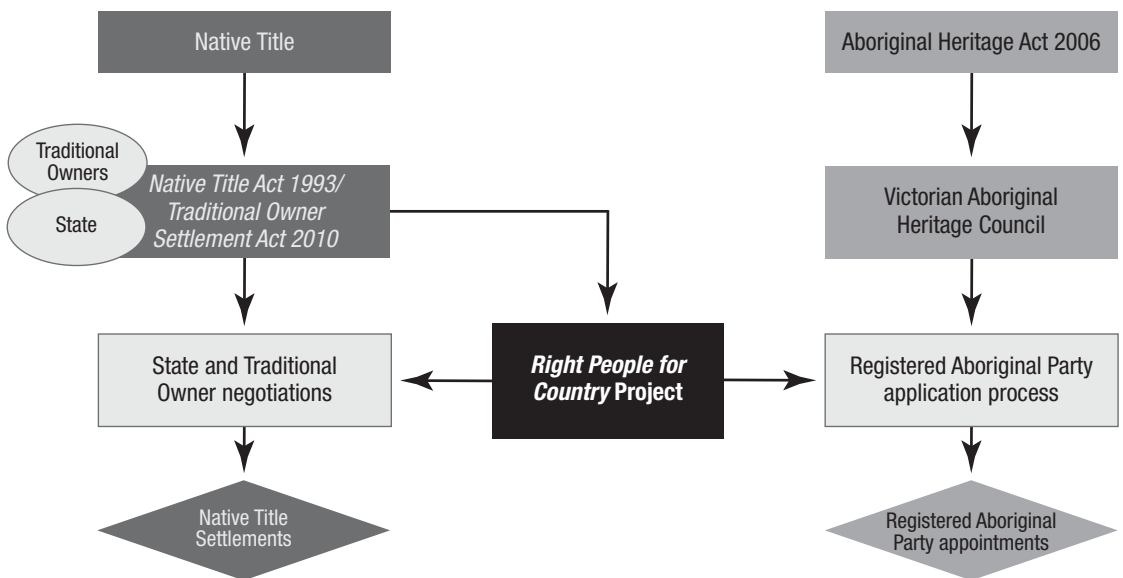 Native Title
Traditional
Owners
State
Native Title Act 1993/
Traditional Owner
Settlement Act 2010
State and Traditional
Owner negotiations
Native Title
Settlements
Right People for
Country Project
Aboriginal Heritage Act 2006
Victorian Aboriginal
Heritage Council
Registered Aboriginal Party
application process
Registered Aboriginal
Party appointments